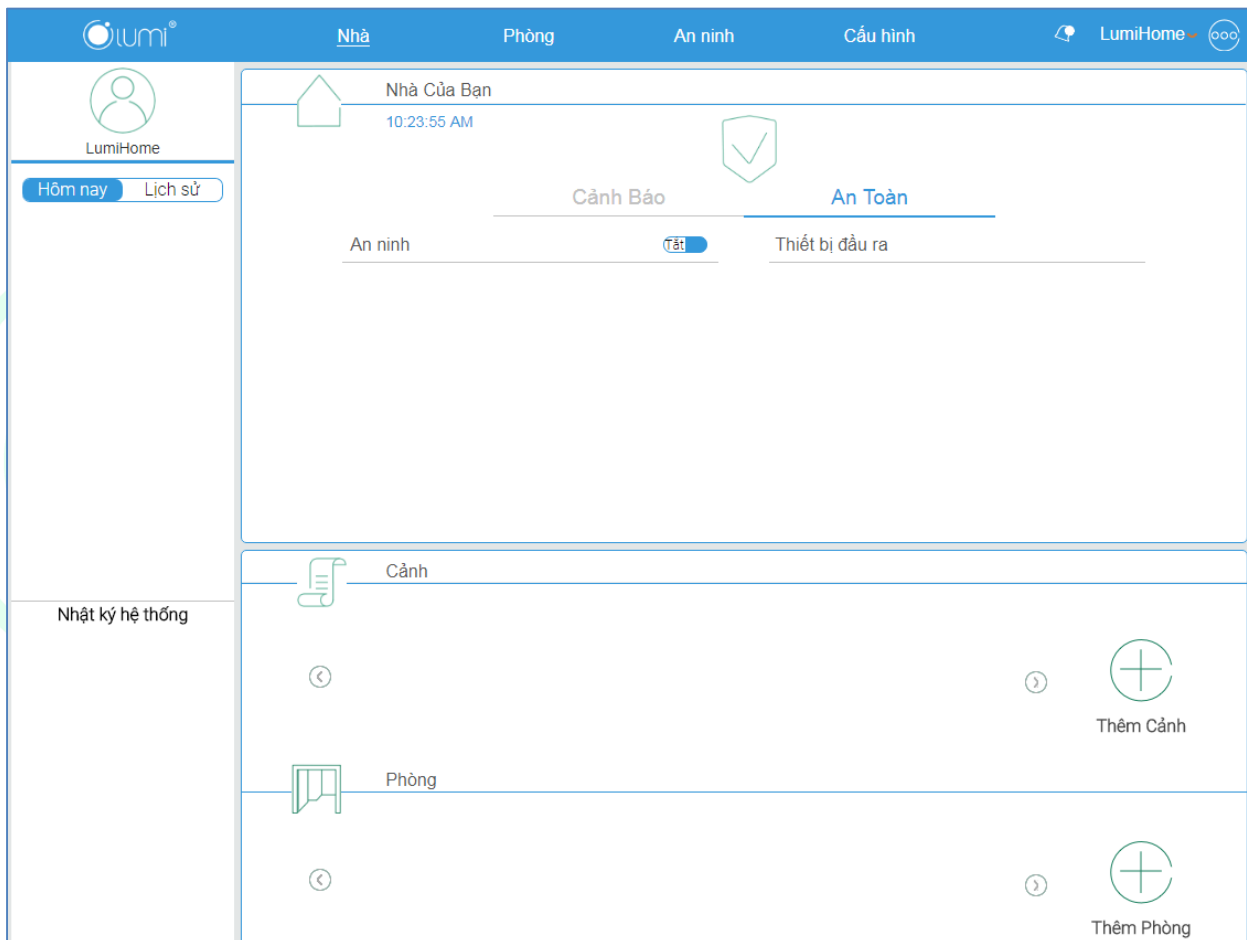 lumi®
Nhà
Phòng
An ninh
Cấu hình
LumiHome
LumiHome
Hôm nay
Lịch sử
Nhật ký hệ thống
Nhà Của Bạn
10:23:55 AM
Cảnh Báo
An Toàn
An ninh
Tắt
Thiết bị đầu ra
Cảnh
Thêm Cảnh
Phòng
Thêm Phòng